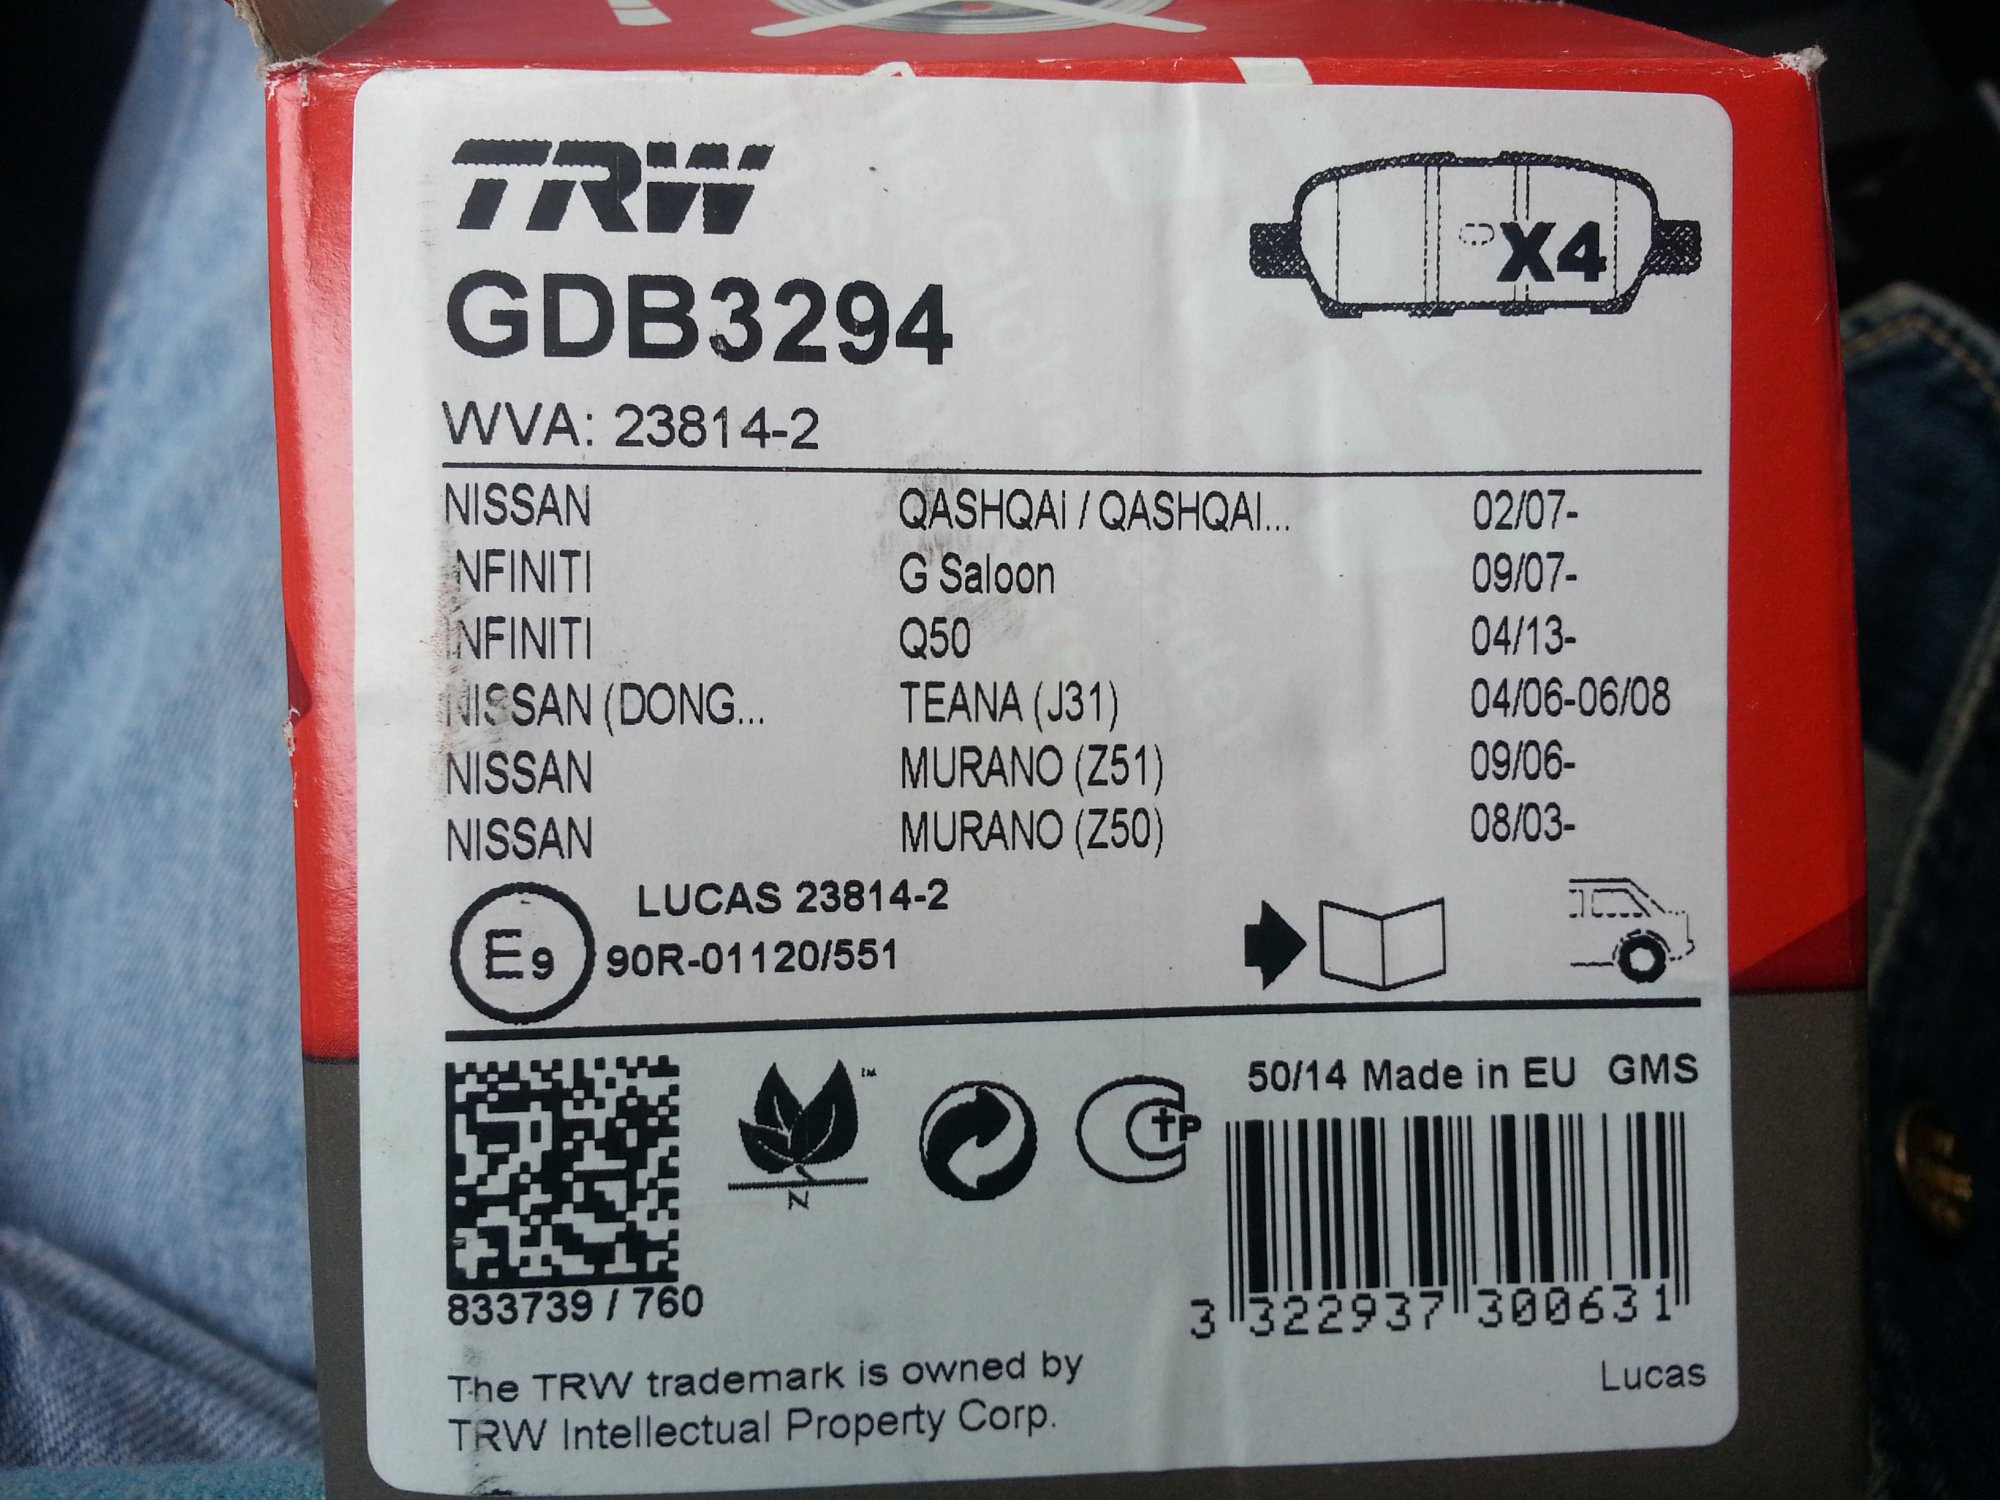 TRW
GDB3294
X4
WVA: 23814-2
NISSAN QASHQAI / QASHQAI... 02/07-
INFINITI G Saloon 09/07-
INFINITI Q50 04/13-
NISSAN (DONG... TEANA (J31) 04/06-06/08
NISSAN MURANO (Z51) 09/06-
NISSAN MURANO (Z50) 08/03-
LUCAS 23814-2
E9 90R-01120/551
50/14 Made in EU GMS
TM
N
833739 / 760
3 322937 300631
Lucas
The TRW trademark is owned by
TRW Intellectual Property Corp.